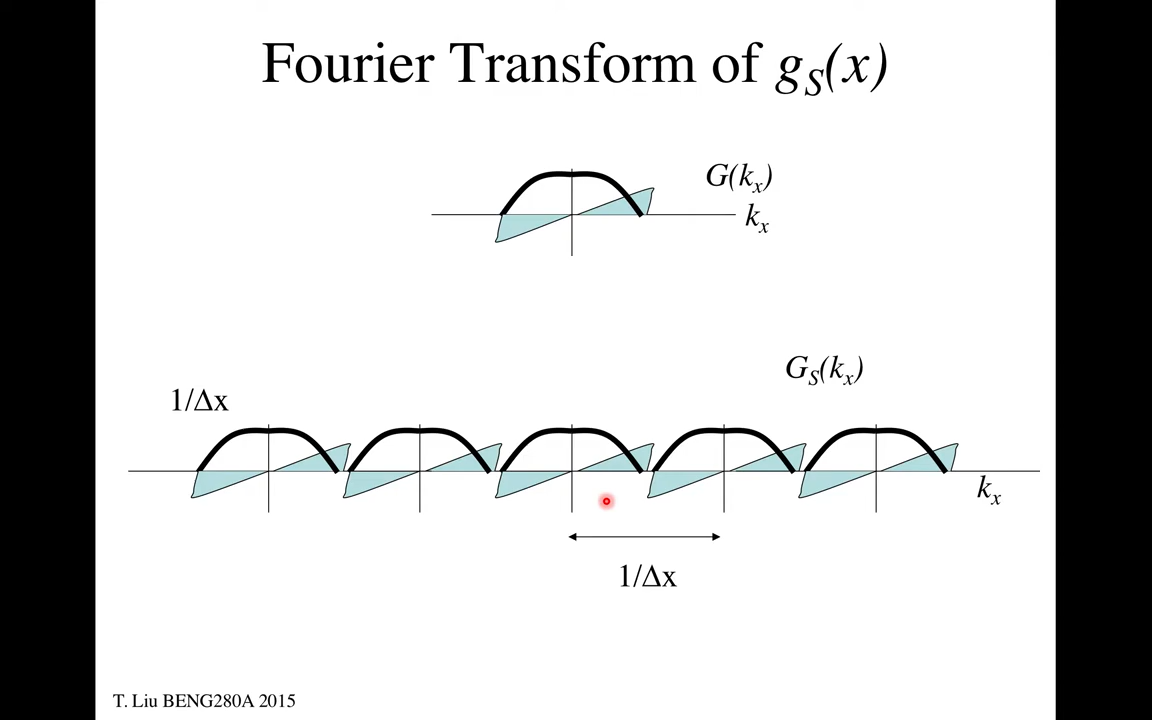 Fourier Transform of gS(x)
G(kx)
kx
GS(kx)
1/Δx
kx
1/Δx
T. Liu BENG280A 2015